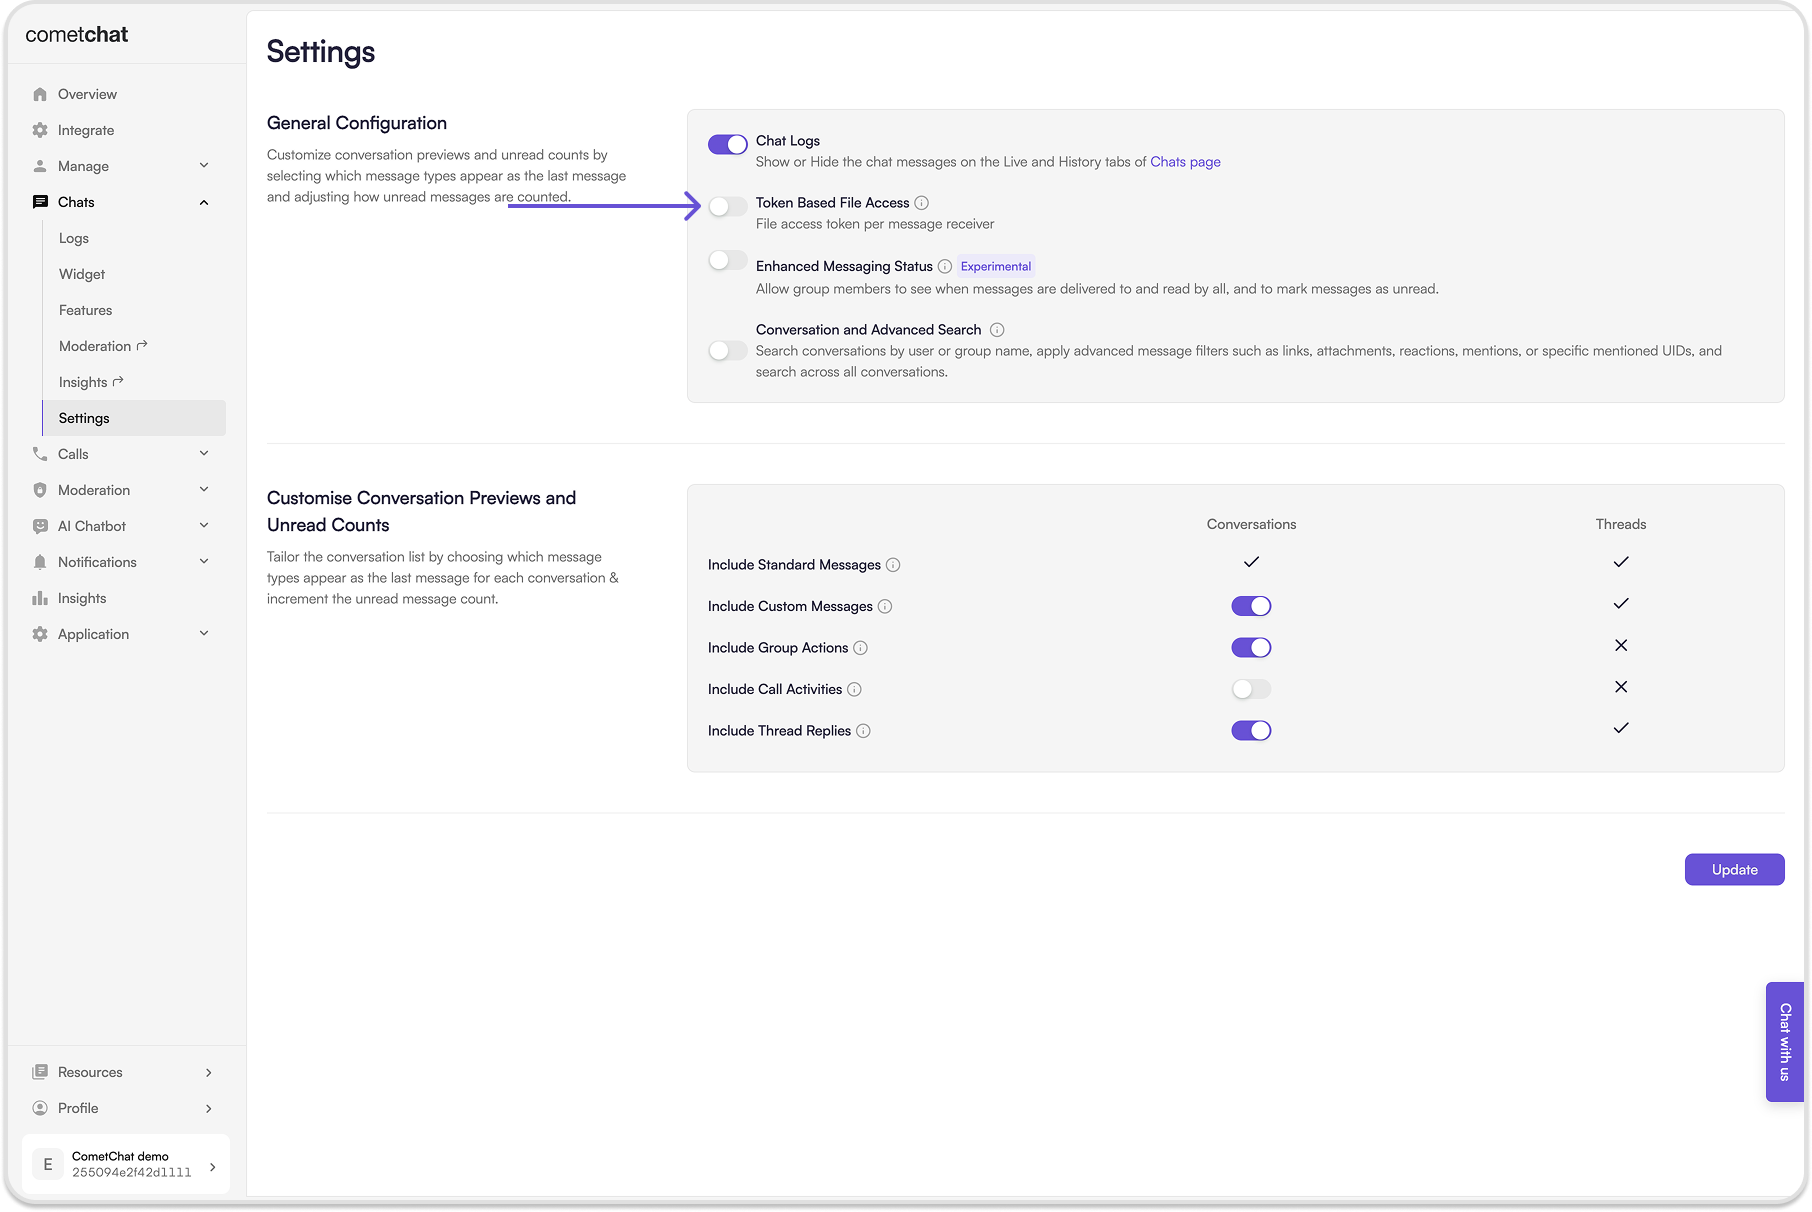 cometchat
Overview
Integrate
Manage
Chats
Logs
Widget
Features
Moderation
Insights
Settings
Calls
Moderation
AI Chatbot
Notifications
Insights
Application
Resources
Profile
E
CometChat demo
255094e2f42d1111
Settings
General Configuration
Customize conversation previews and unread counts by
selecting which message types appear as the last message
and adjusting how unread messages are counted.
Chat Logs
Show or Hide the chat messages on the Live and History tabs of Chats page
Token Based File Access
File access token per message receiver
Enhanced Messaging Status Experimental
Allow group members to see when messages are delivered to and read by all, and to mark messages as unread.
Conversation and Advanced Search
Search conversations by user or group name, apply advanced message filters such as links, attachments, reactions, mentions, or specific mentioned UIDs, and
search across all conversations.
Customise Conversation Previews and
Unread Counts
Tailor the conversation list by choosing which message
types appear as the last message for each conversation &
increment the unread message count.
Conversations Threads
Include Standard Messages
Include Custom Messages
Include Group Actions
Include Call Activities
Include Thread Replies
Update
Chat with us